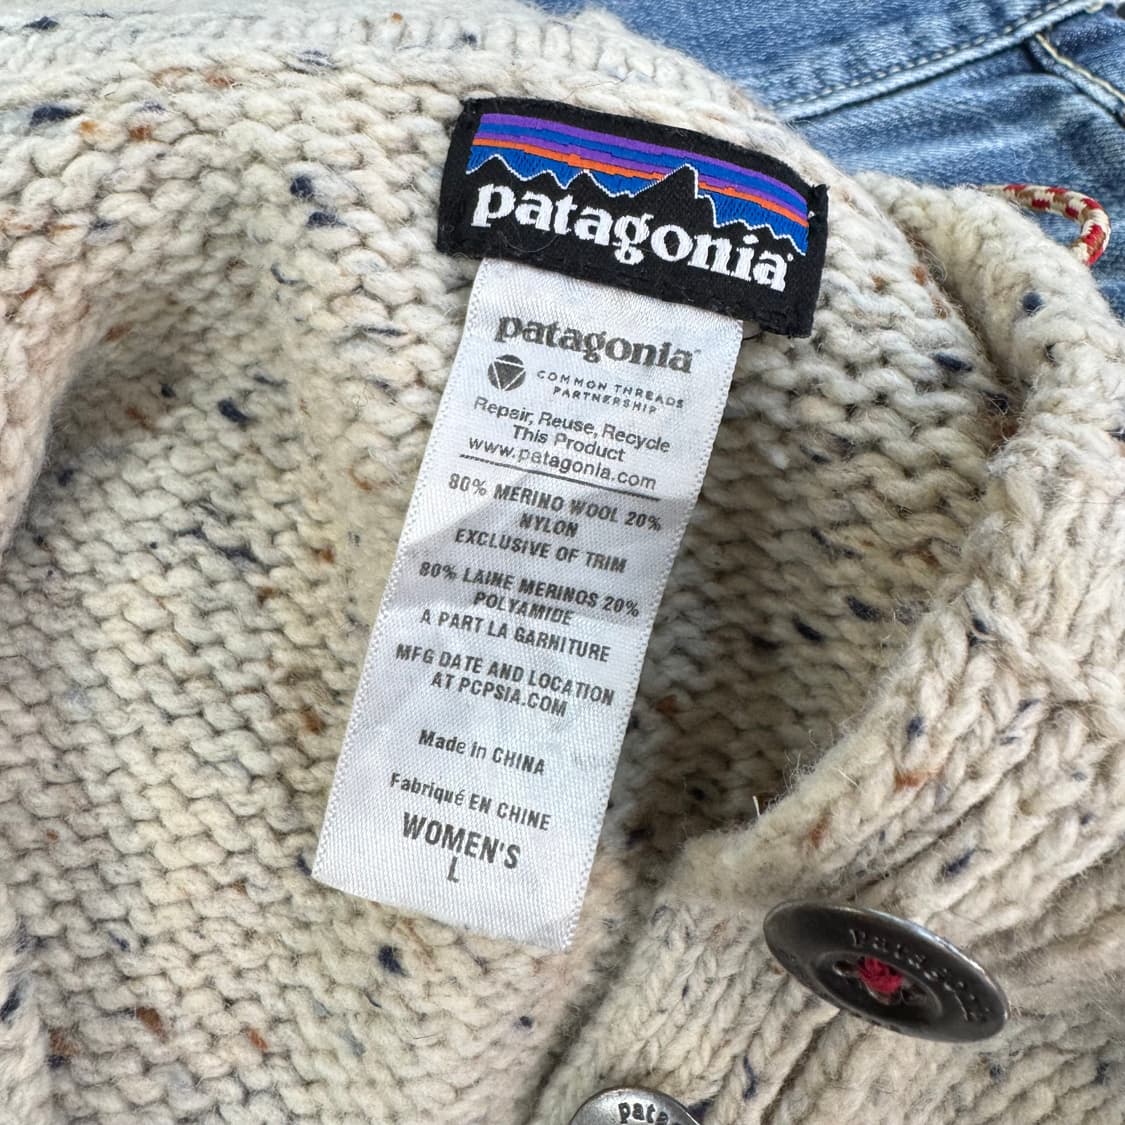 patagonia
patagonia
COMMON THREADS
PARTNERSHIP
Repair, Reuse, Recycle
This Product
www.patagonia.com
80% MERINO WOOL 20%
NYLON
EXCLUSIVE OF TRIM
80% LAINE MERINOS 20%
POLYAMIDE
A PART LA GARNITURE
MFG DATE AND LOCATION
AT PCPSIA.COM
Made in CHINA
Fabriqué EN CHINE
WOMEN'S
L
patagonia
pata